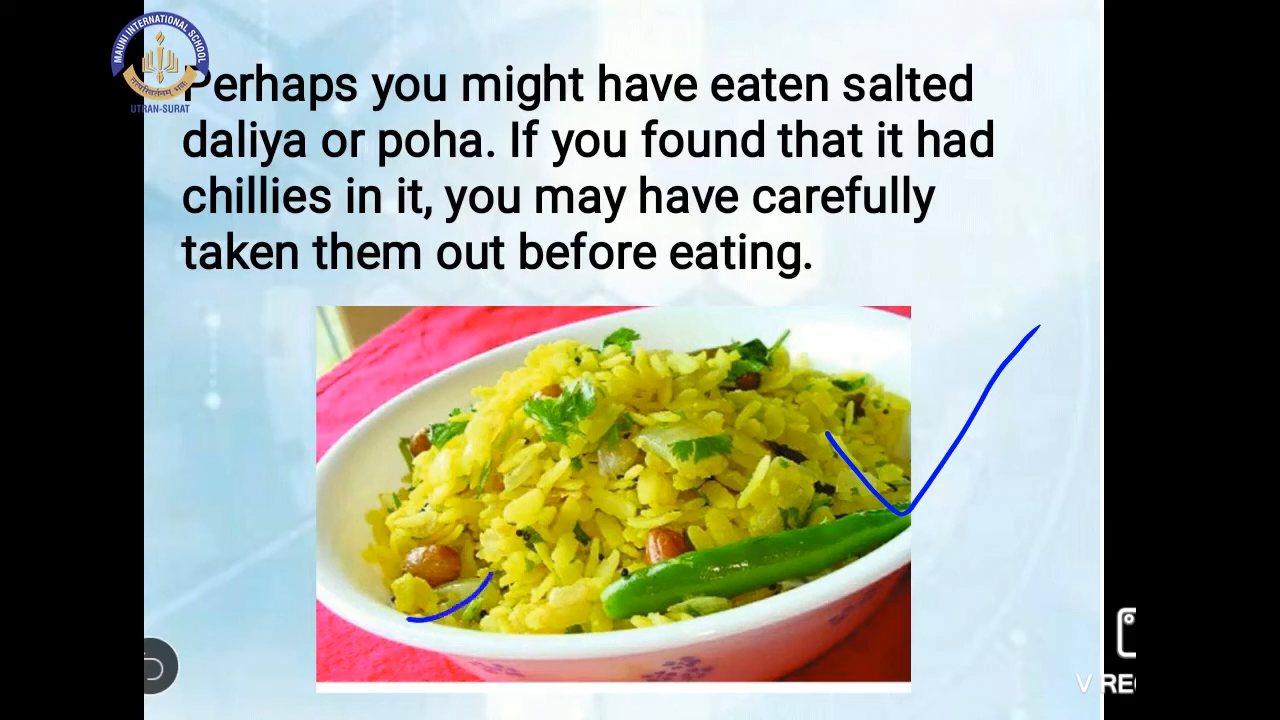 MAUNI INTERNATIONAL SCHOOL
UTRAN-SURAT
Perhaps you might have eaten salted
daliya or poha. If you found that it had
chillies in it, you may have carefully
taken them out before eating.
V REC